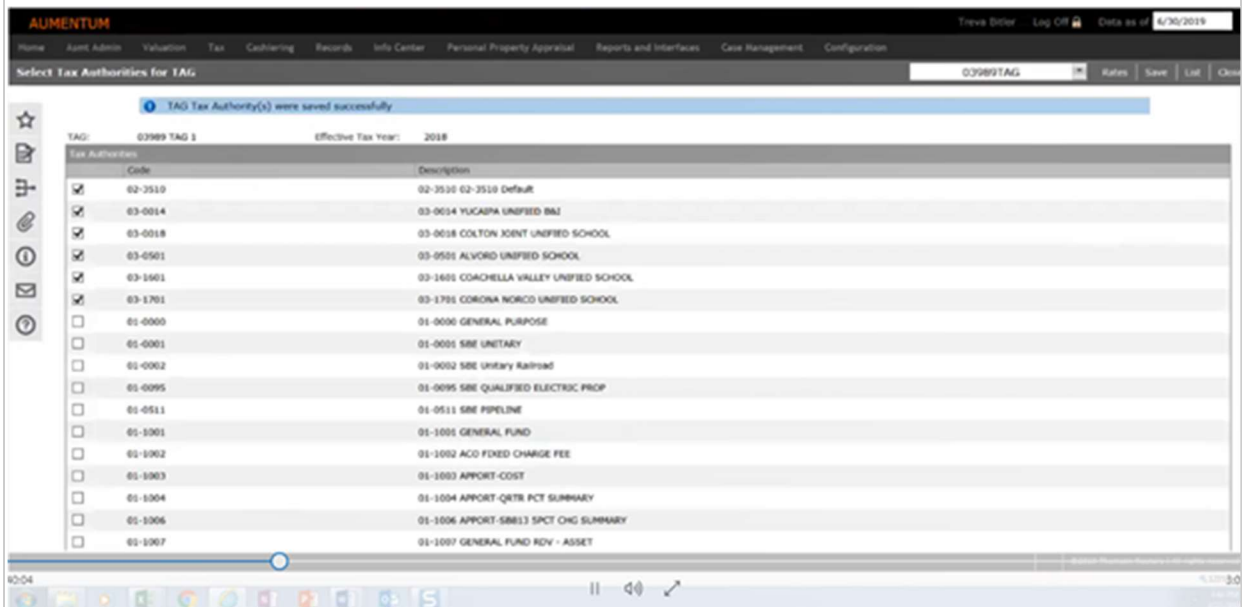 AUMENTUM Treva Bitler Log Off Data as of 6/30/2019
Home Asmt Admin Valuation Tax Cashiering Records Info Center Personal Property Appraisal Reports and Interfaces Case Management Configuration
Select Tax Authorities for TAG 03989TAG Rates Save List Close
TAG Tax Authority(s) were saved successfully
TAG: 03989 TAG 1 Effective Tax Year: 2018
Tax Authorities
Code Description
02-3510 02-3510 02-3510 Default
03-0014 03-0014 YUCAIPA UNIFIED B&I
03-0018 03-0018 COLTON JOINT UNIFIED SCHOOL
03-0501 03-0501 ALVORD UNIFIED SCHOOL
03-1601 03-1601 COACHELLA VALLEY UNIFIED SCHOOL
03-1701 03-1701 CORONA NORCO UNIFIED SCHOOL
01-0000 01-0000 GENERAL PURPOSE
01-0001 01-0001 SBE UNITARY
01-0002 01-0002 SBE Unitary Railroad
01-0095 01-0095 SBE QUALIFIED ELECTRIC PROP
01-0511 01-0511 SBE PIPELINE
01-1001 01-1001 GENERAL FUND
01-1002 01-1002 ACO FIXED CHARGE FEE
01-1003 01-1003 APPORT-COST
01-1004 01-1004 APPORT-QRTR PCT SUMMARY
01-1006 01-1006 APPORT-SB813 5PCT CHG SUMMARY
01-1007 01-1007 GENERAL FUND RDV - ASSET
40:04